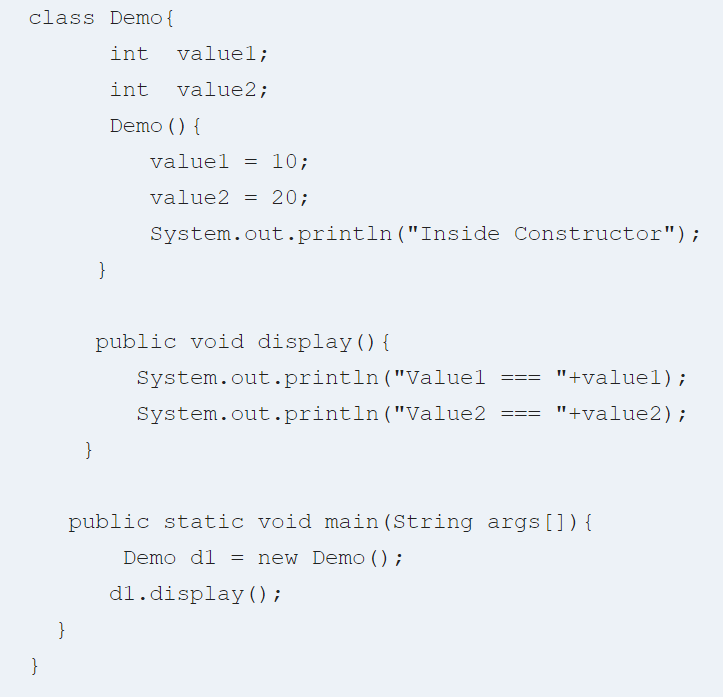 class Demo{
int  value1;
int  value2;
Demo(){
value1 = 10;
value2 = 20;
System.out.println("Inside Constructor");
}
public void display(){
System.out.println("Value1 === "+value1);
System.out.println("Value2 === "+value2);
}
public static void main(String args[]){
Demo d1 = new Demo();
d1.display();
}
}